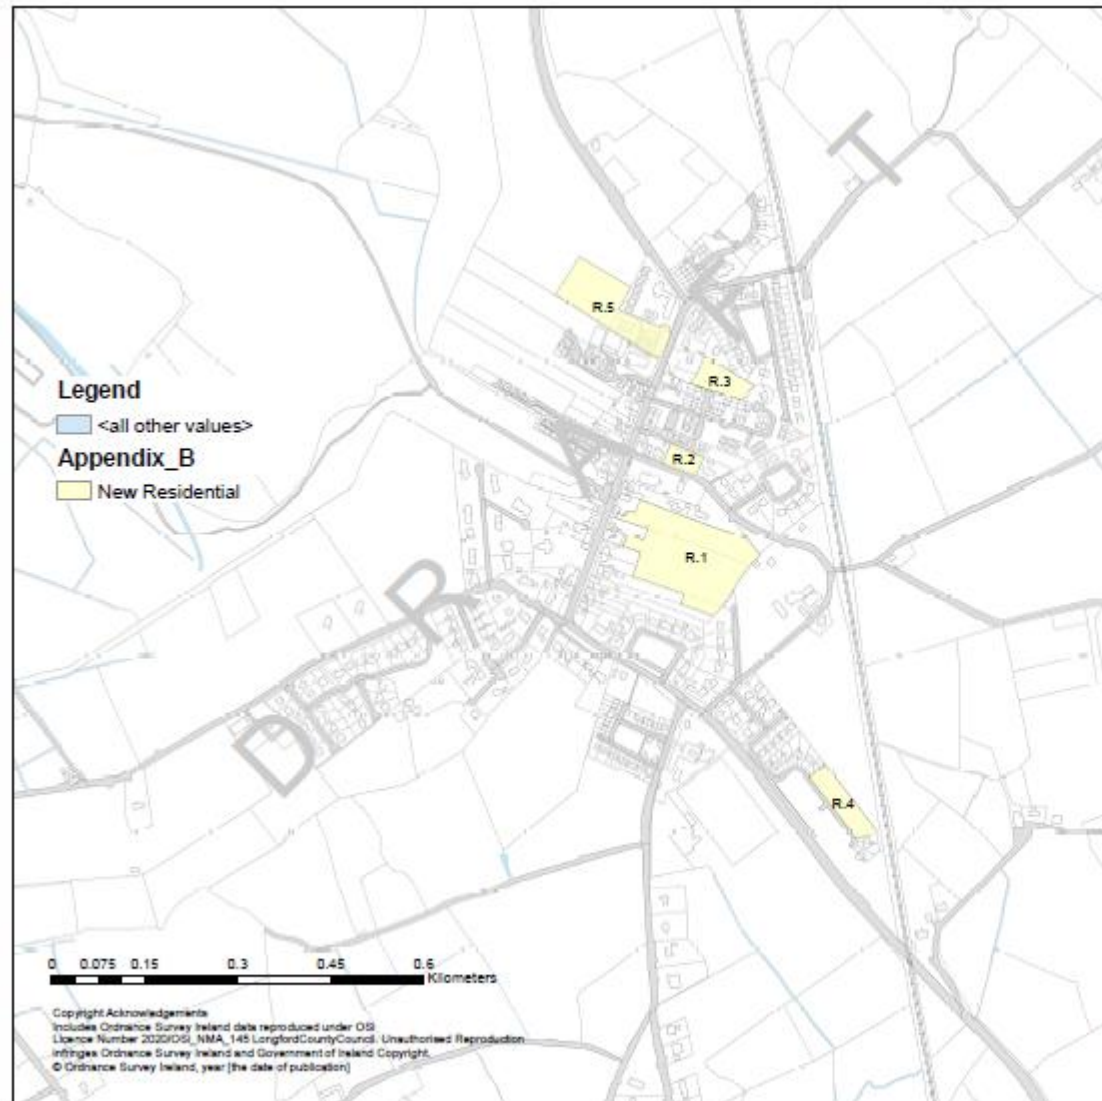 T
R.5
R.3
R.2
R.1
R
D
R.4
Legend
<all other values>
Appendix_B
New Residential
0 0.075 0.15 0.3 0.45 0.6
Kilometers
Copyright Acknowledgements
Includes Ordnance Survey Ireland data reproduced under OSi
Licence Number 2020/OSi_NMA_145 LongfordCountyCouncil. Unauthorised Reproduction
infringes Ordnance Survey Ireland and Government of Ireland Copyright.
© Ordnance Survey Ireland, year [the date of publication]